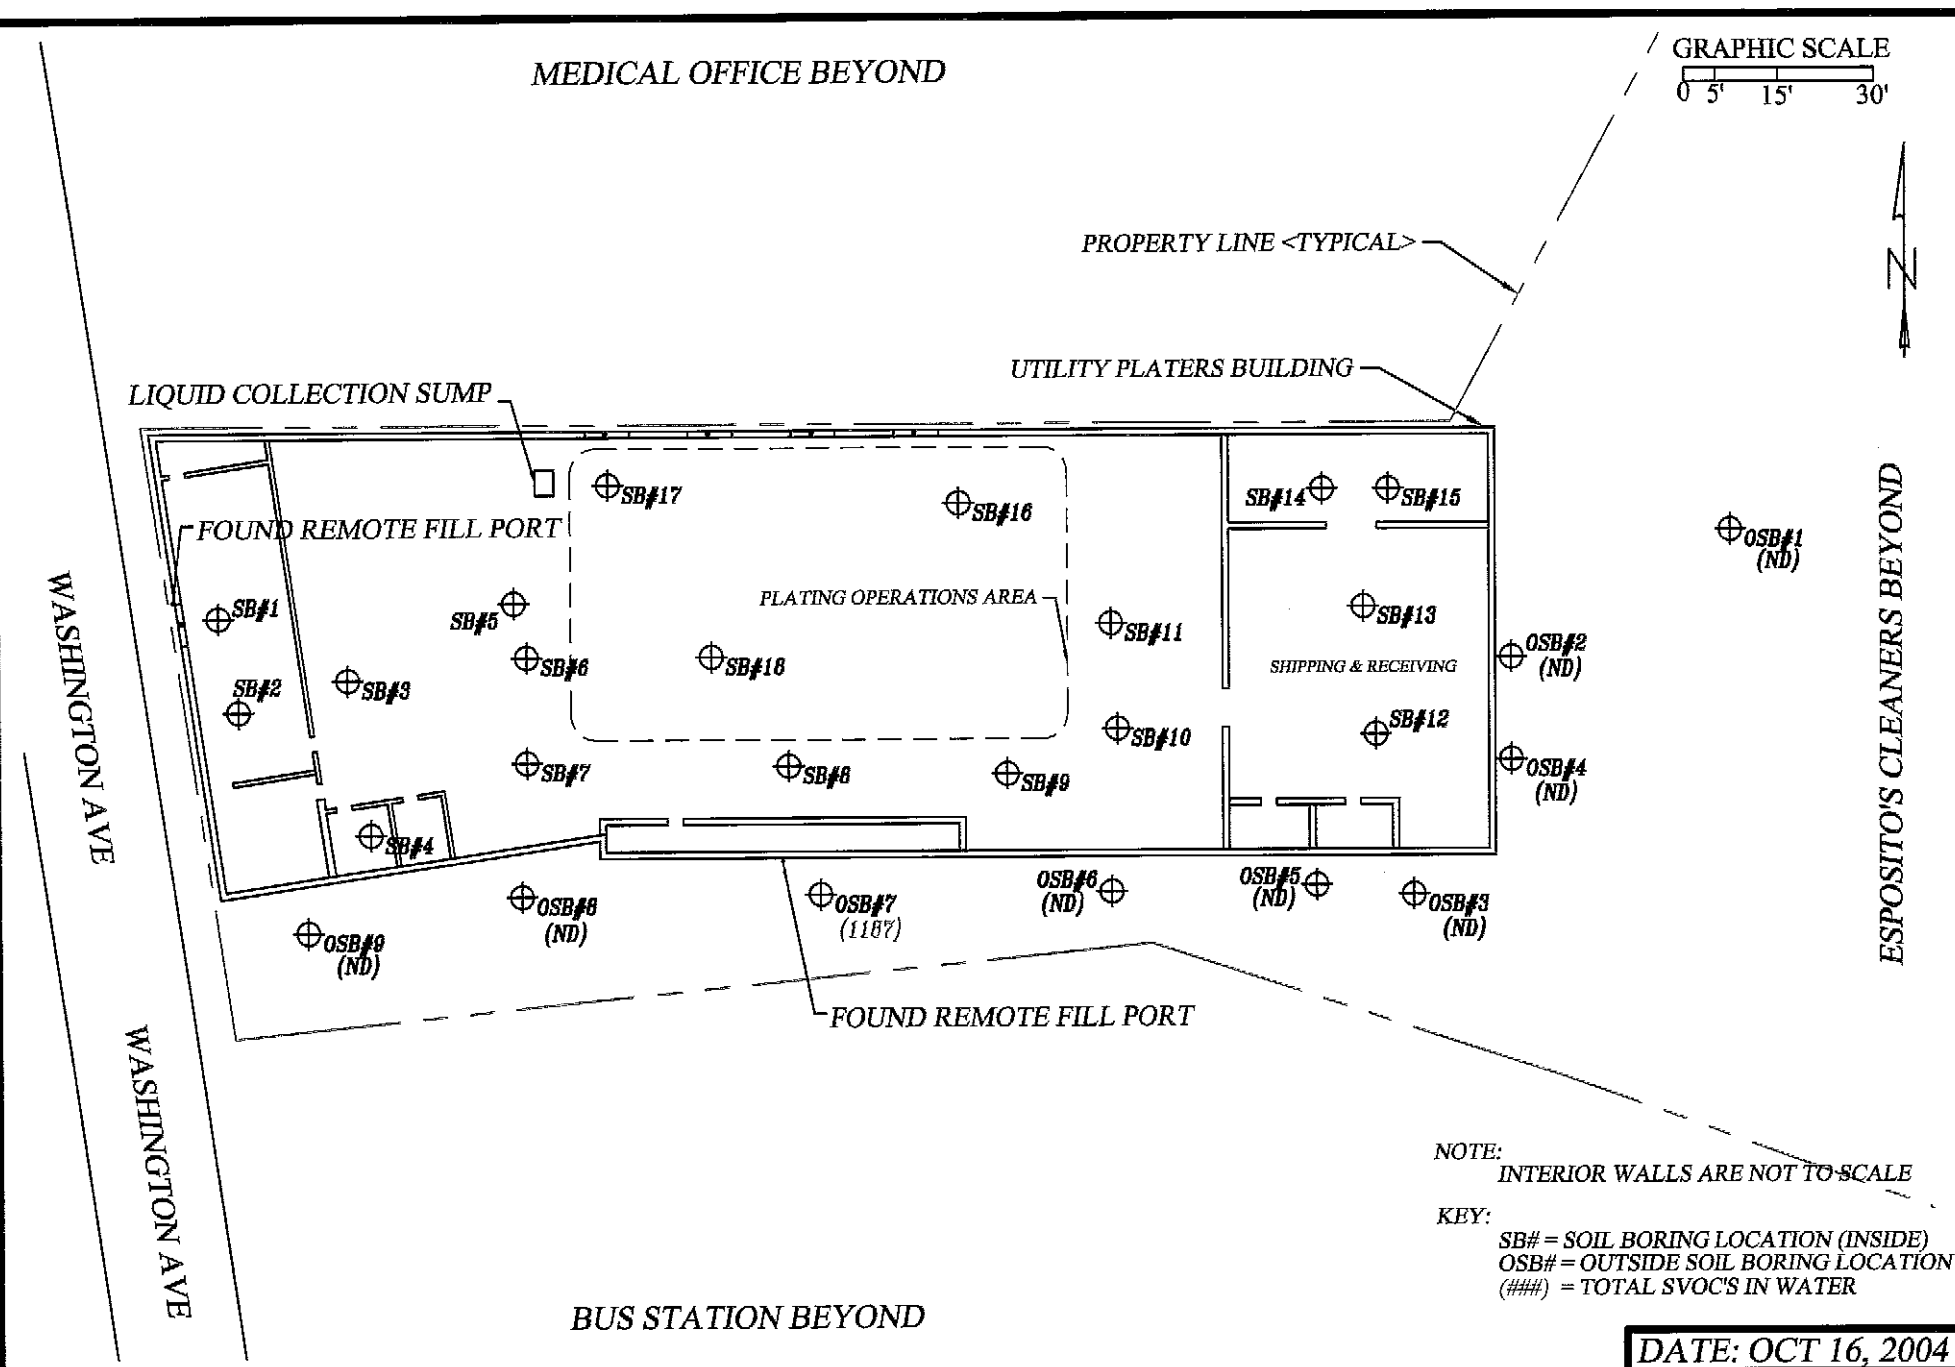 MEDICAL OFFICE BEYOND
GRAPHIC SCALE
0 5' 15' 30'
N
PROPERTY LINE <TYPICAL>
UTILITY PLATERS BUILDING
LIQUID COLLECTION SUMP
SB#17
SB#16
SB#14
SB#15
FOUND REMOTE FILL PORT
OSB#1
(ND)
ESPOSITO'S CLEANERS BEYOND
WASHINGTON AVE
SB#1
SB#5
PLATING OPERATIONS AREA
SB#11
SB#13
SB#2
SB#3
SB#6
SB#18
SHIPPING & RECEIVING
OSB#2
(ND)
SB#10
SB#12
SB#7
SB#8
SB#9
OSB#4
(ND)
SB#4
OSB#9
(ND)
OSB#8
(ND)
OSB#7
(1187)
OSB#6
(ND)
OSB#5
(ND)
OSB#3
(ND)
FOUND REMOTE FILL PORT
WASHINGTON AVE
NOTE:
INTERIOR WALLS ARE NOT TO SCALE
KEY:
SB# = SOIL BORING LOCATION (INSIDE)
OSB# = OUTSIDE SOIL BORING LOCATION
(###) = TOTAL SVOC'S IN WATER
BUS STATION BEYOND
DATE: OCT 16, 2004